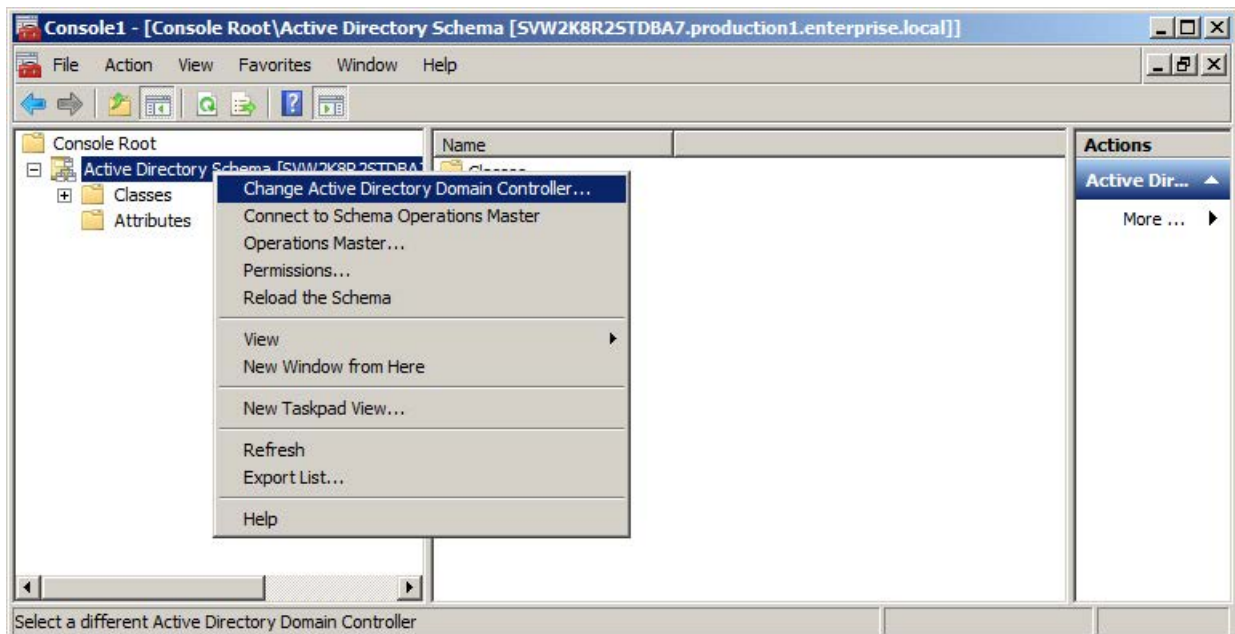 Console1 - [Console Root\Active Directory Schema [SVW2K8R2STDBA7.production1.enterprise.local]]
File Action View Favorites Window Help
Console Root
Name
Actions
Active Directory Schema [SVW2K8R2STDBA7
Classes
Active Dir...
Classes
Attributes
More ...
Change Active Directory Domain Controller...
Connect to Schema Operations Master
Operations Master...
Permissions...
Reload the Schema
View
New Window from Here
New Taskpad View...
Refresh
Export List...
Help
Select a different Active Directory Domain Controller